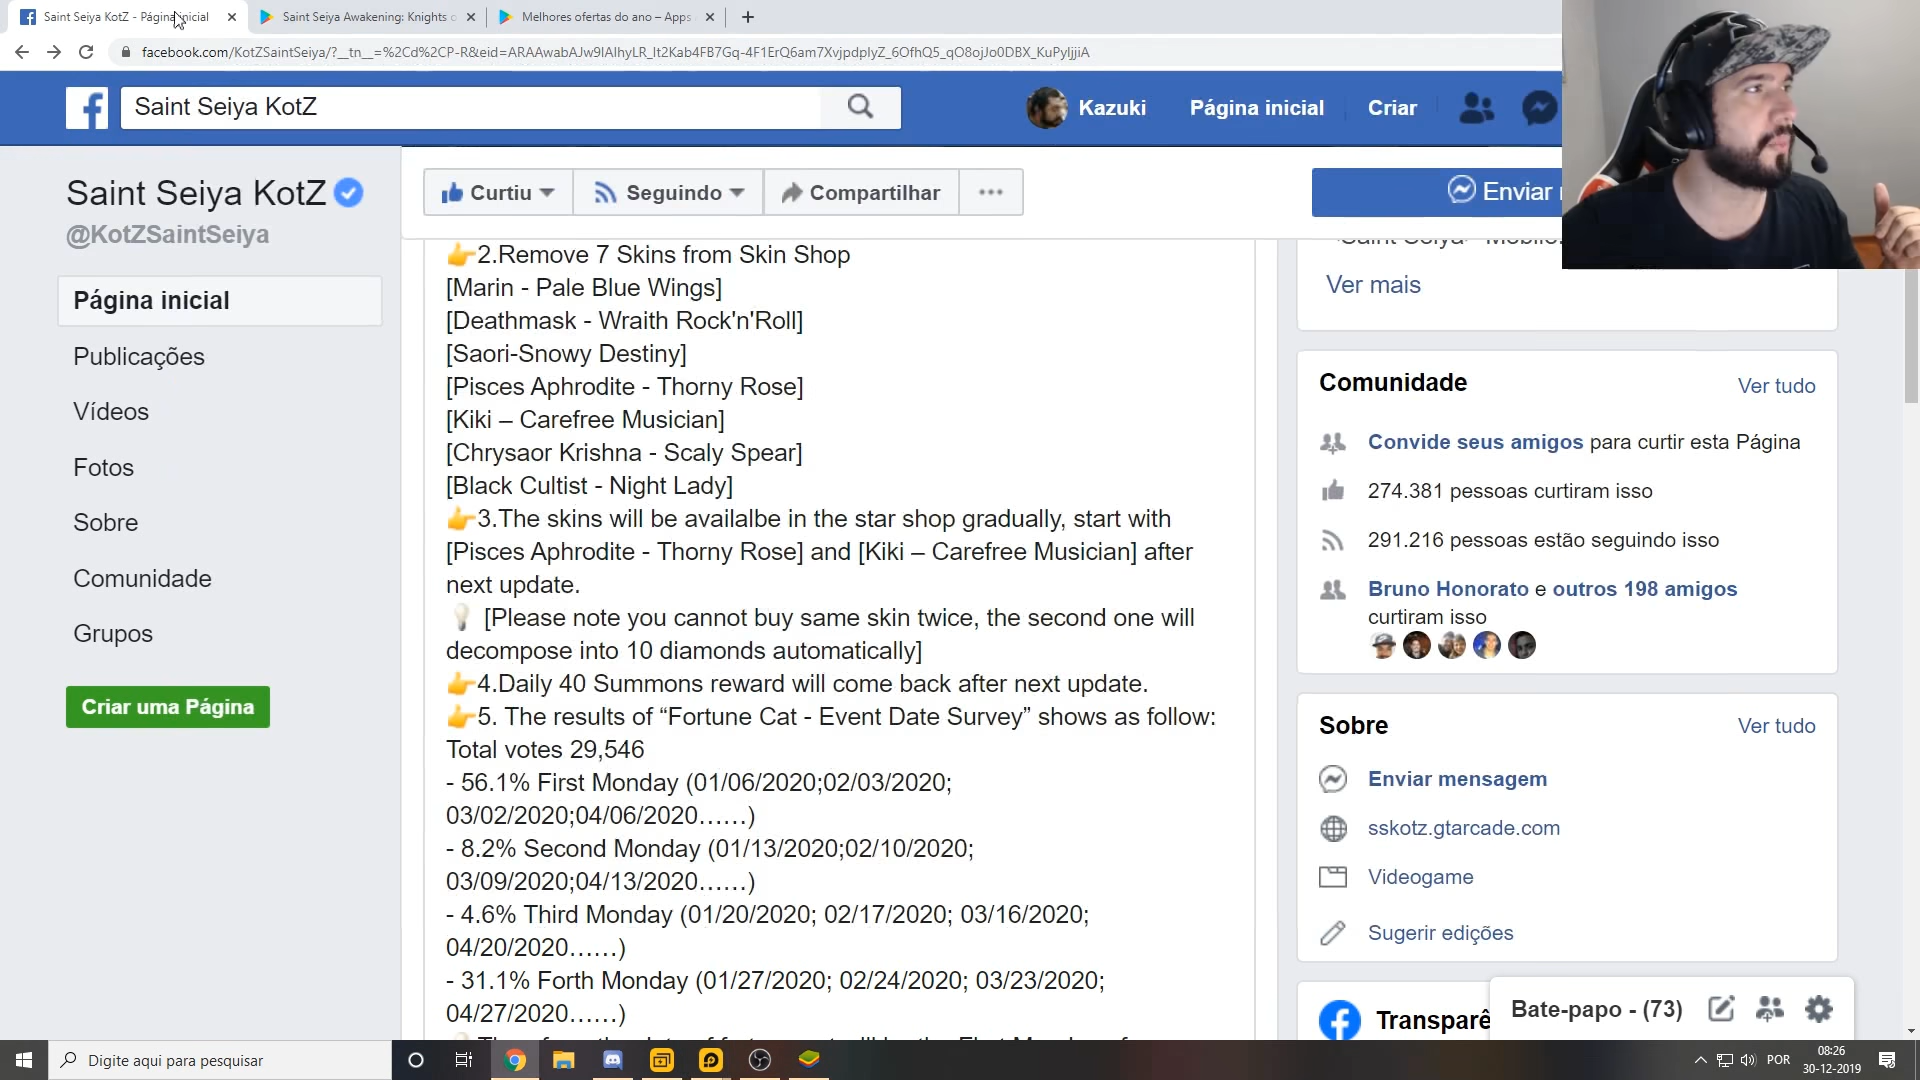 Saint Seiya KotZ - Página inicial
Saint Seiya Awakening: Knights o
Melhores ofertas do ano – Apps
facebook.com/KotZSaintSeiya/?__tn__=%2Cd%2CP-R&eid=
Saint Seiya KotZ
Kazuki
Página inicial
Criar
Saint Seiya KotZ
@KotZSaintSeiya
Página inicial
Publicações
Vídeos
Fotos
Sobre
Comunidade
Grupos
Criar uma Página
Curtiu
Seguindo
Compartilhar
Enviar
👉2.Remove 7 Skins from Skin Shop
[Marin - Pale Blue Wings]
[Deathmask - Wraith Rock'n'Roll]
[Saori-Snowy Destiny]
[Pisces Aphrodite - Thorny Rose]
[Kiki – Carefree Musician]
[Chrysaor Krishna - Scaly Spear]
[Black Cultist - Night Lady]
👉3.The skins will be availalbe in the star shop gradually, start with
[Pisces Aphrodite - Thorny Rose] and [Kiki – Carefree Musician] after
next update.
💡 [Please note you cannot buy same skin twice, the second one will
decompose into 10 diamonds automatically]
👉4.Daily 40 Summons reward will come back after next update.
👉5. The results of “Fortune Cat - Event Date Survey” shows as follow:
Total votes 29,546
- 56.1% First Monday (01/06/2020;02/03/2020;
03/02/2020;04/06/2020……)
- 8.2% Second Monday (01/13/2020;02/10/2020;
03/09/2020;04/13/2020……)
- 4.6% Third Monday (01/20/2020; 02/17/2020; 03/16/2020;
04/20/2020……)
- 31.1% Forth Monday (01/27/2020; 02/24/2020; 03/23/2020;
04/27/2020……)
Ver mais
Comunidade
Ver tudo
Convide seus amigos para curtir esta Página
274.381 pessoas curtiram isso
291.216 pessoas estão seguindo isso
Bruno Honorato e outros 198 amigos
curtiram isso
Sobre
Ver tudo
Enviar mensagem
sskotz.gtarcade.com
Videogame
Sugerir edições
Transparê
Bate-papo - (73)
Digite aqui para pesquisar
POR
08:26
30-12-2019